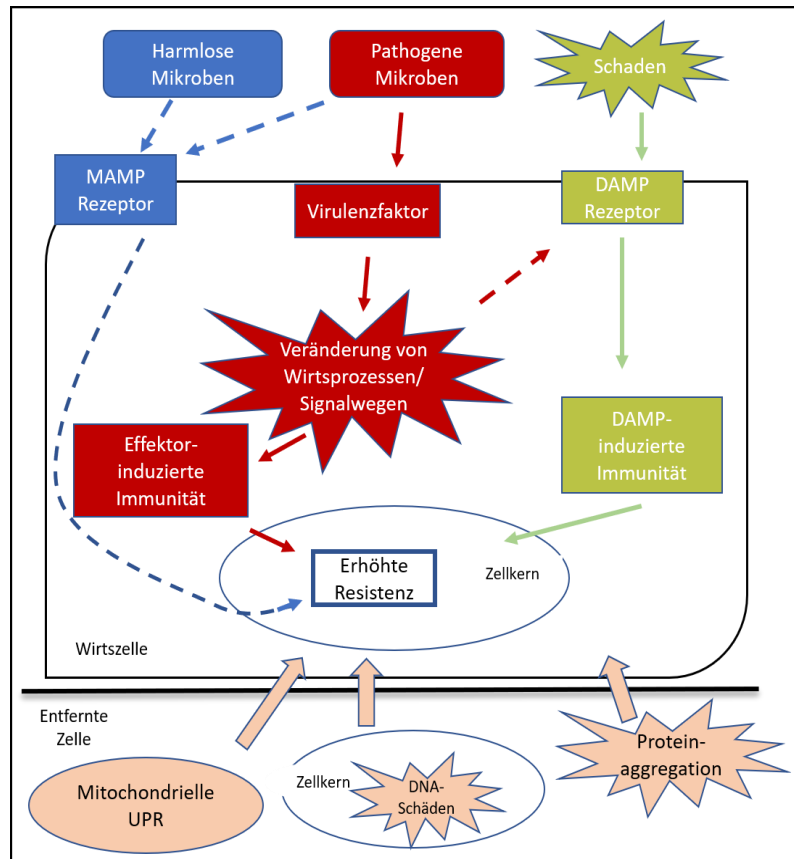 Harmlose
Mikroben
Pathogene
Mikroben
Schaden
MAMP
Rezeptor
Virulenzfaktor
DAMP
Rezeptor
Veränderung von
Wirtsprozessen/
Signalwegen
Effektor-
induzierte
Immunität
DAMP-
induzierte
Immunität
Erhöhte
Resistenz
Zellkern
Wirtszelle
Entfernte
Zelle
Mitochondrielle
UPR
Zellkern
DNA-
Schäden
Protein-
aggregation